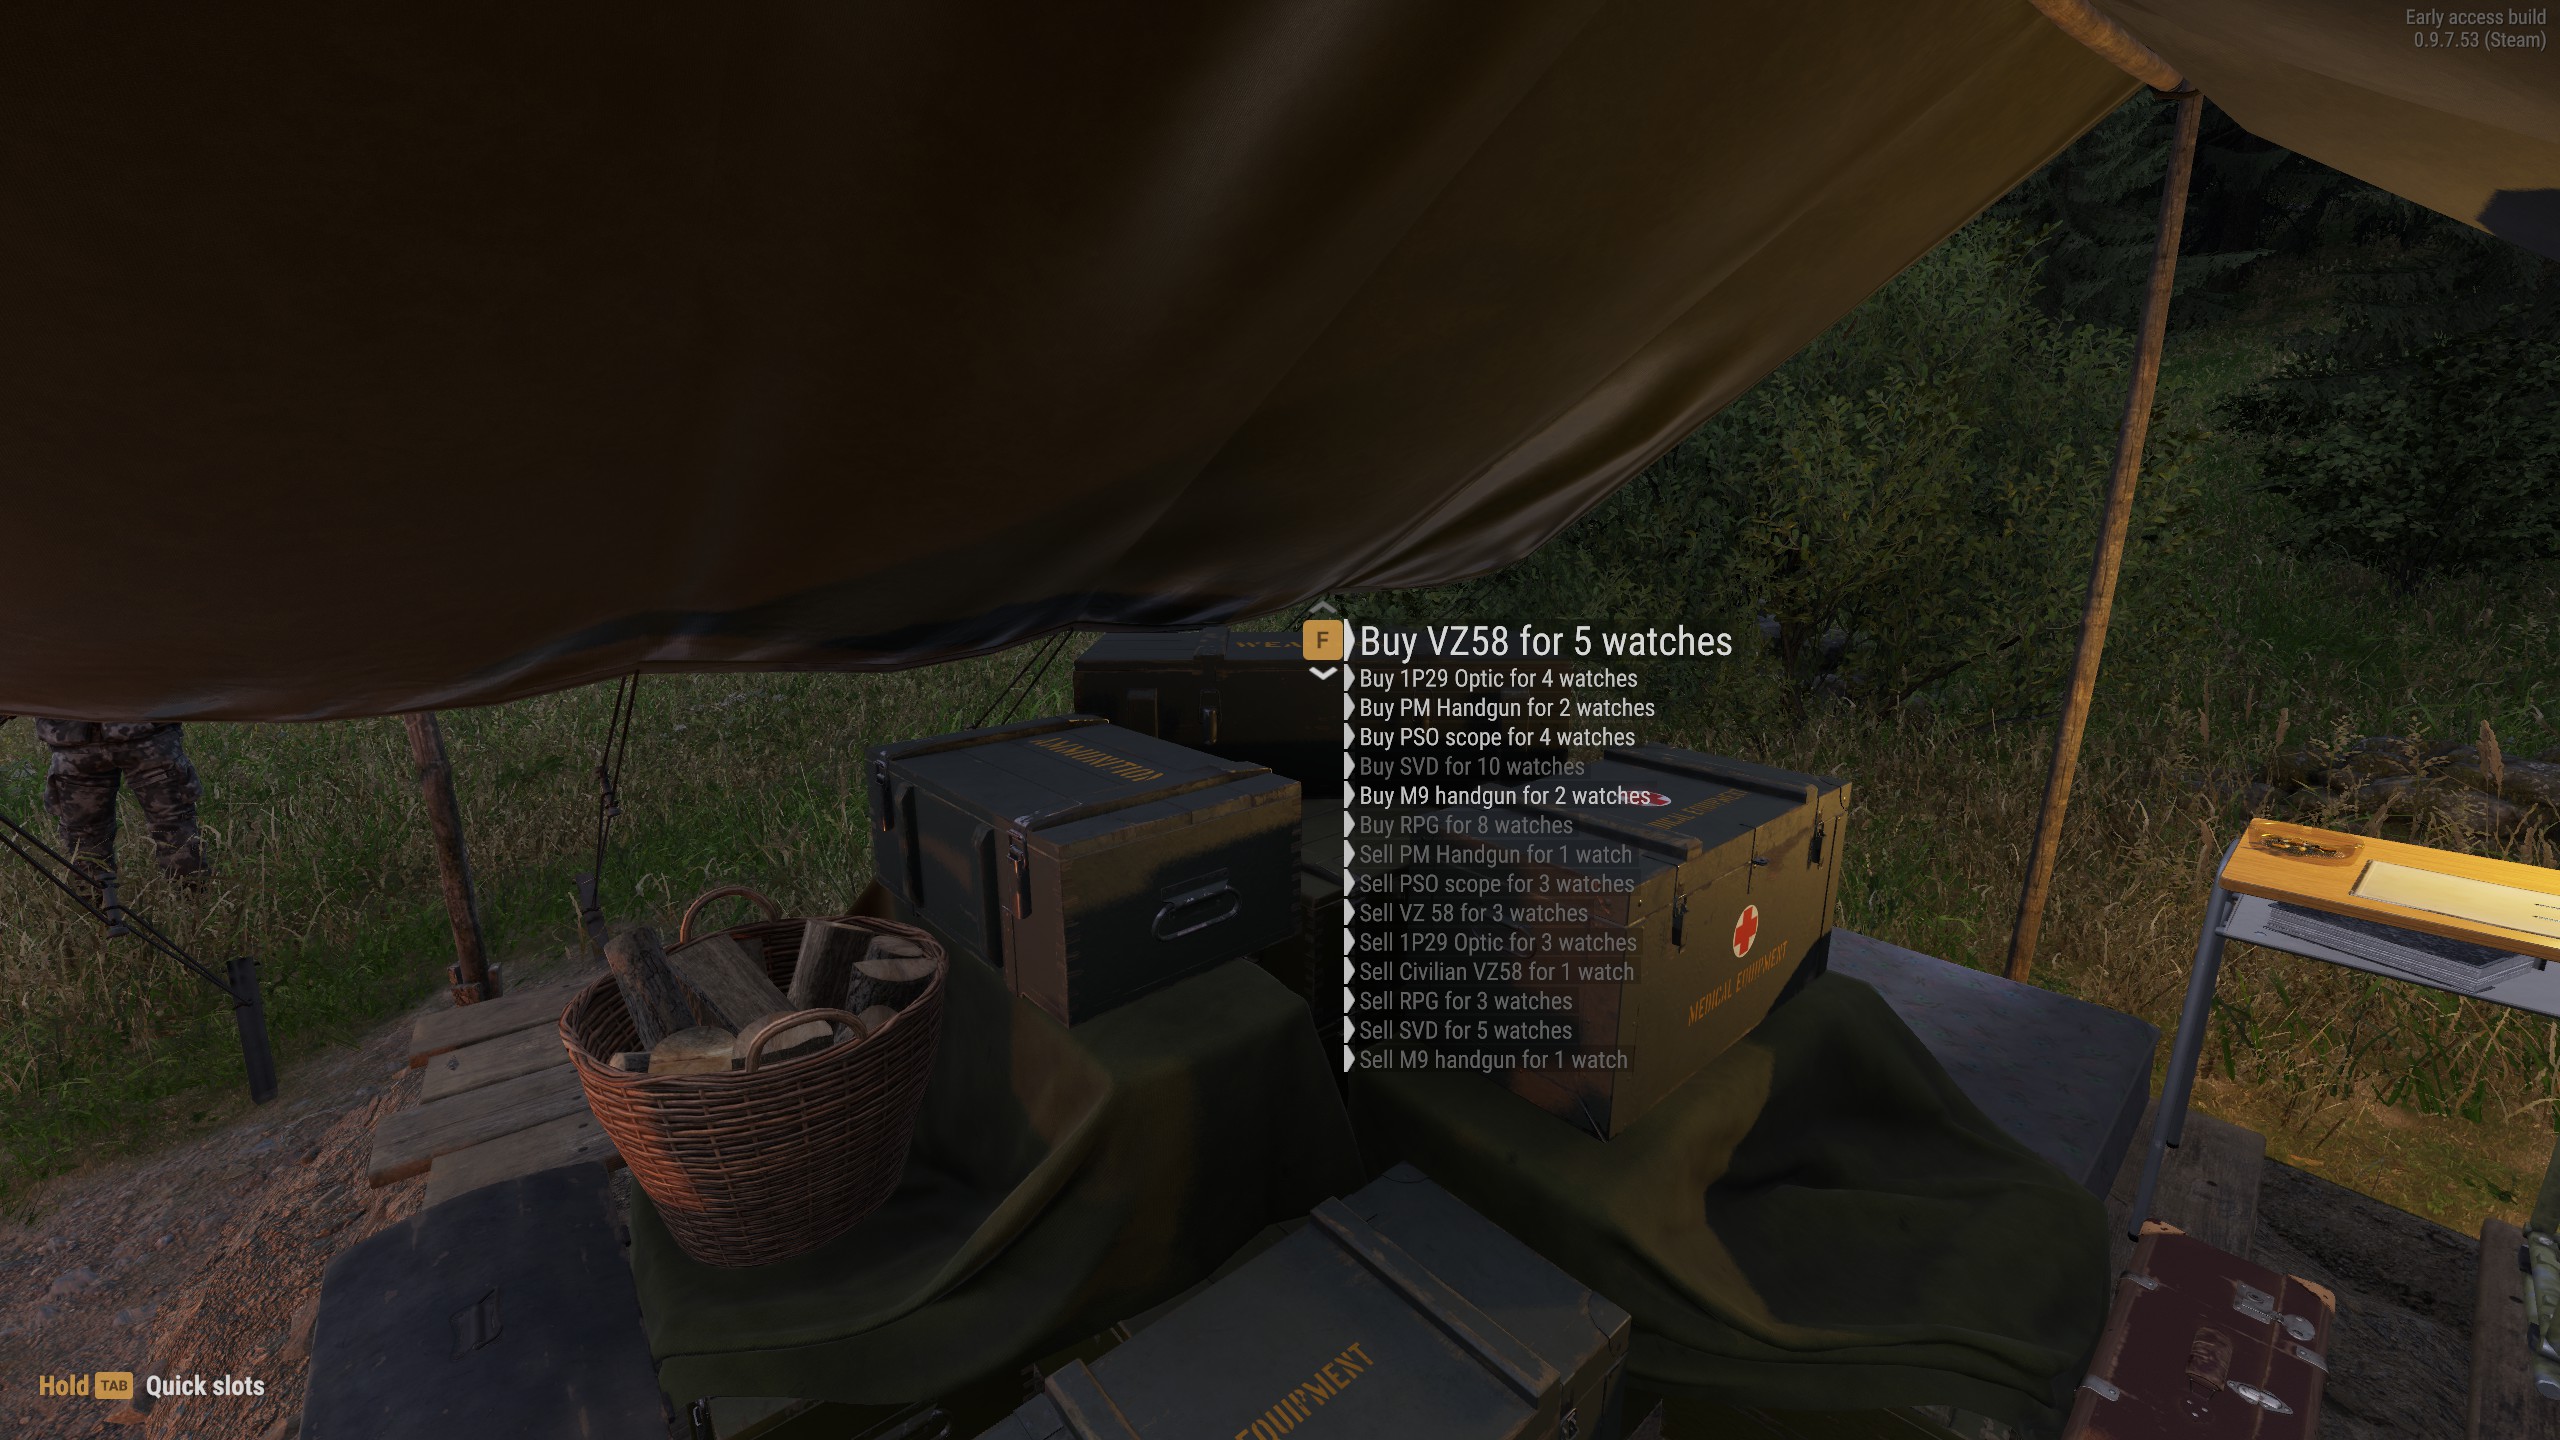 Early access build
0.9.7.53 (Steam)
WEA
F
Buy VZ58 for 5 watches
Buy 1P29 Optic for 4 watches
Buy PM Handgun for 2 watches
Buy PSO scope for 4 watches
Buy SVD for 10 watches
Buy M9 handgun for 2 watches
Buy RPG for 8 watches
Sell PM Handgun for 1 watch
Sell PSO scope for 3 watches
Sell VZ 58 for 3 watches
Sell 1P29 Optic for 3 watches
Sell Civilian VZ58 for 1 watch
Sell RPG for 3 watches
Sell SVD for 5 watches
Sell M9 handgun for 1 watch
AMMUNITION
MEDICAL EQUIPMENT
EQUIPMENT
Hold TAB Quick slots